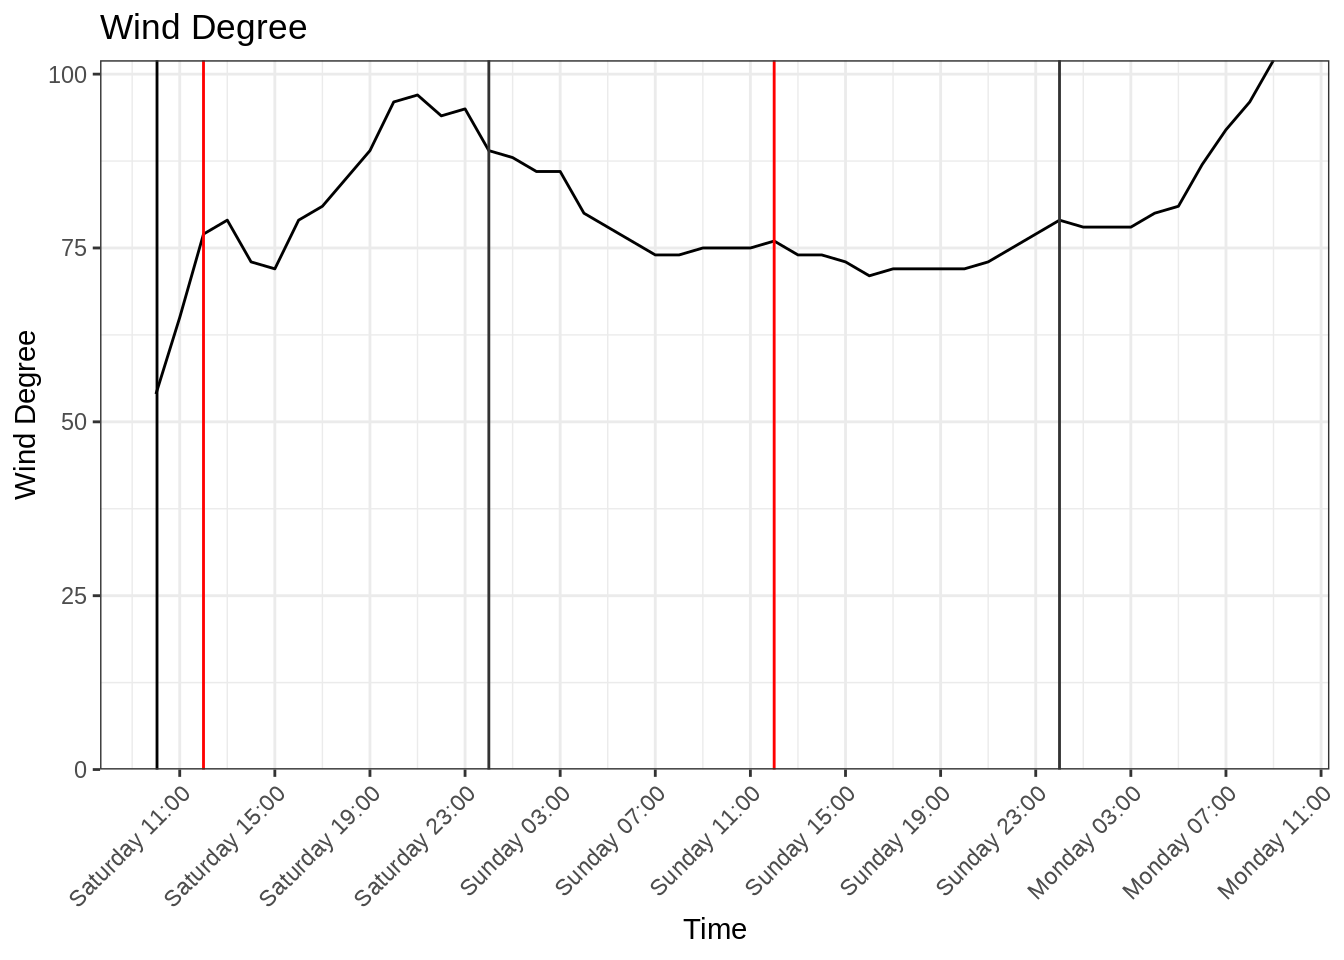 Wind Degree
Wind Degree
100
75
50
25
0
Saturday 11:00
Saturday 15:00
Saturday 19:00
Saturday 23:00
Sunday 03:00
Sunday 07:00
Sunday 11:00
Sunday 15:00
Sunday 19:00
Sunday 23:00
Monday 03:00
Monday 07:00
Monday 11:00
Time